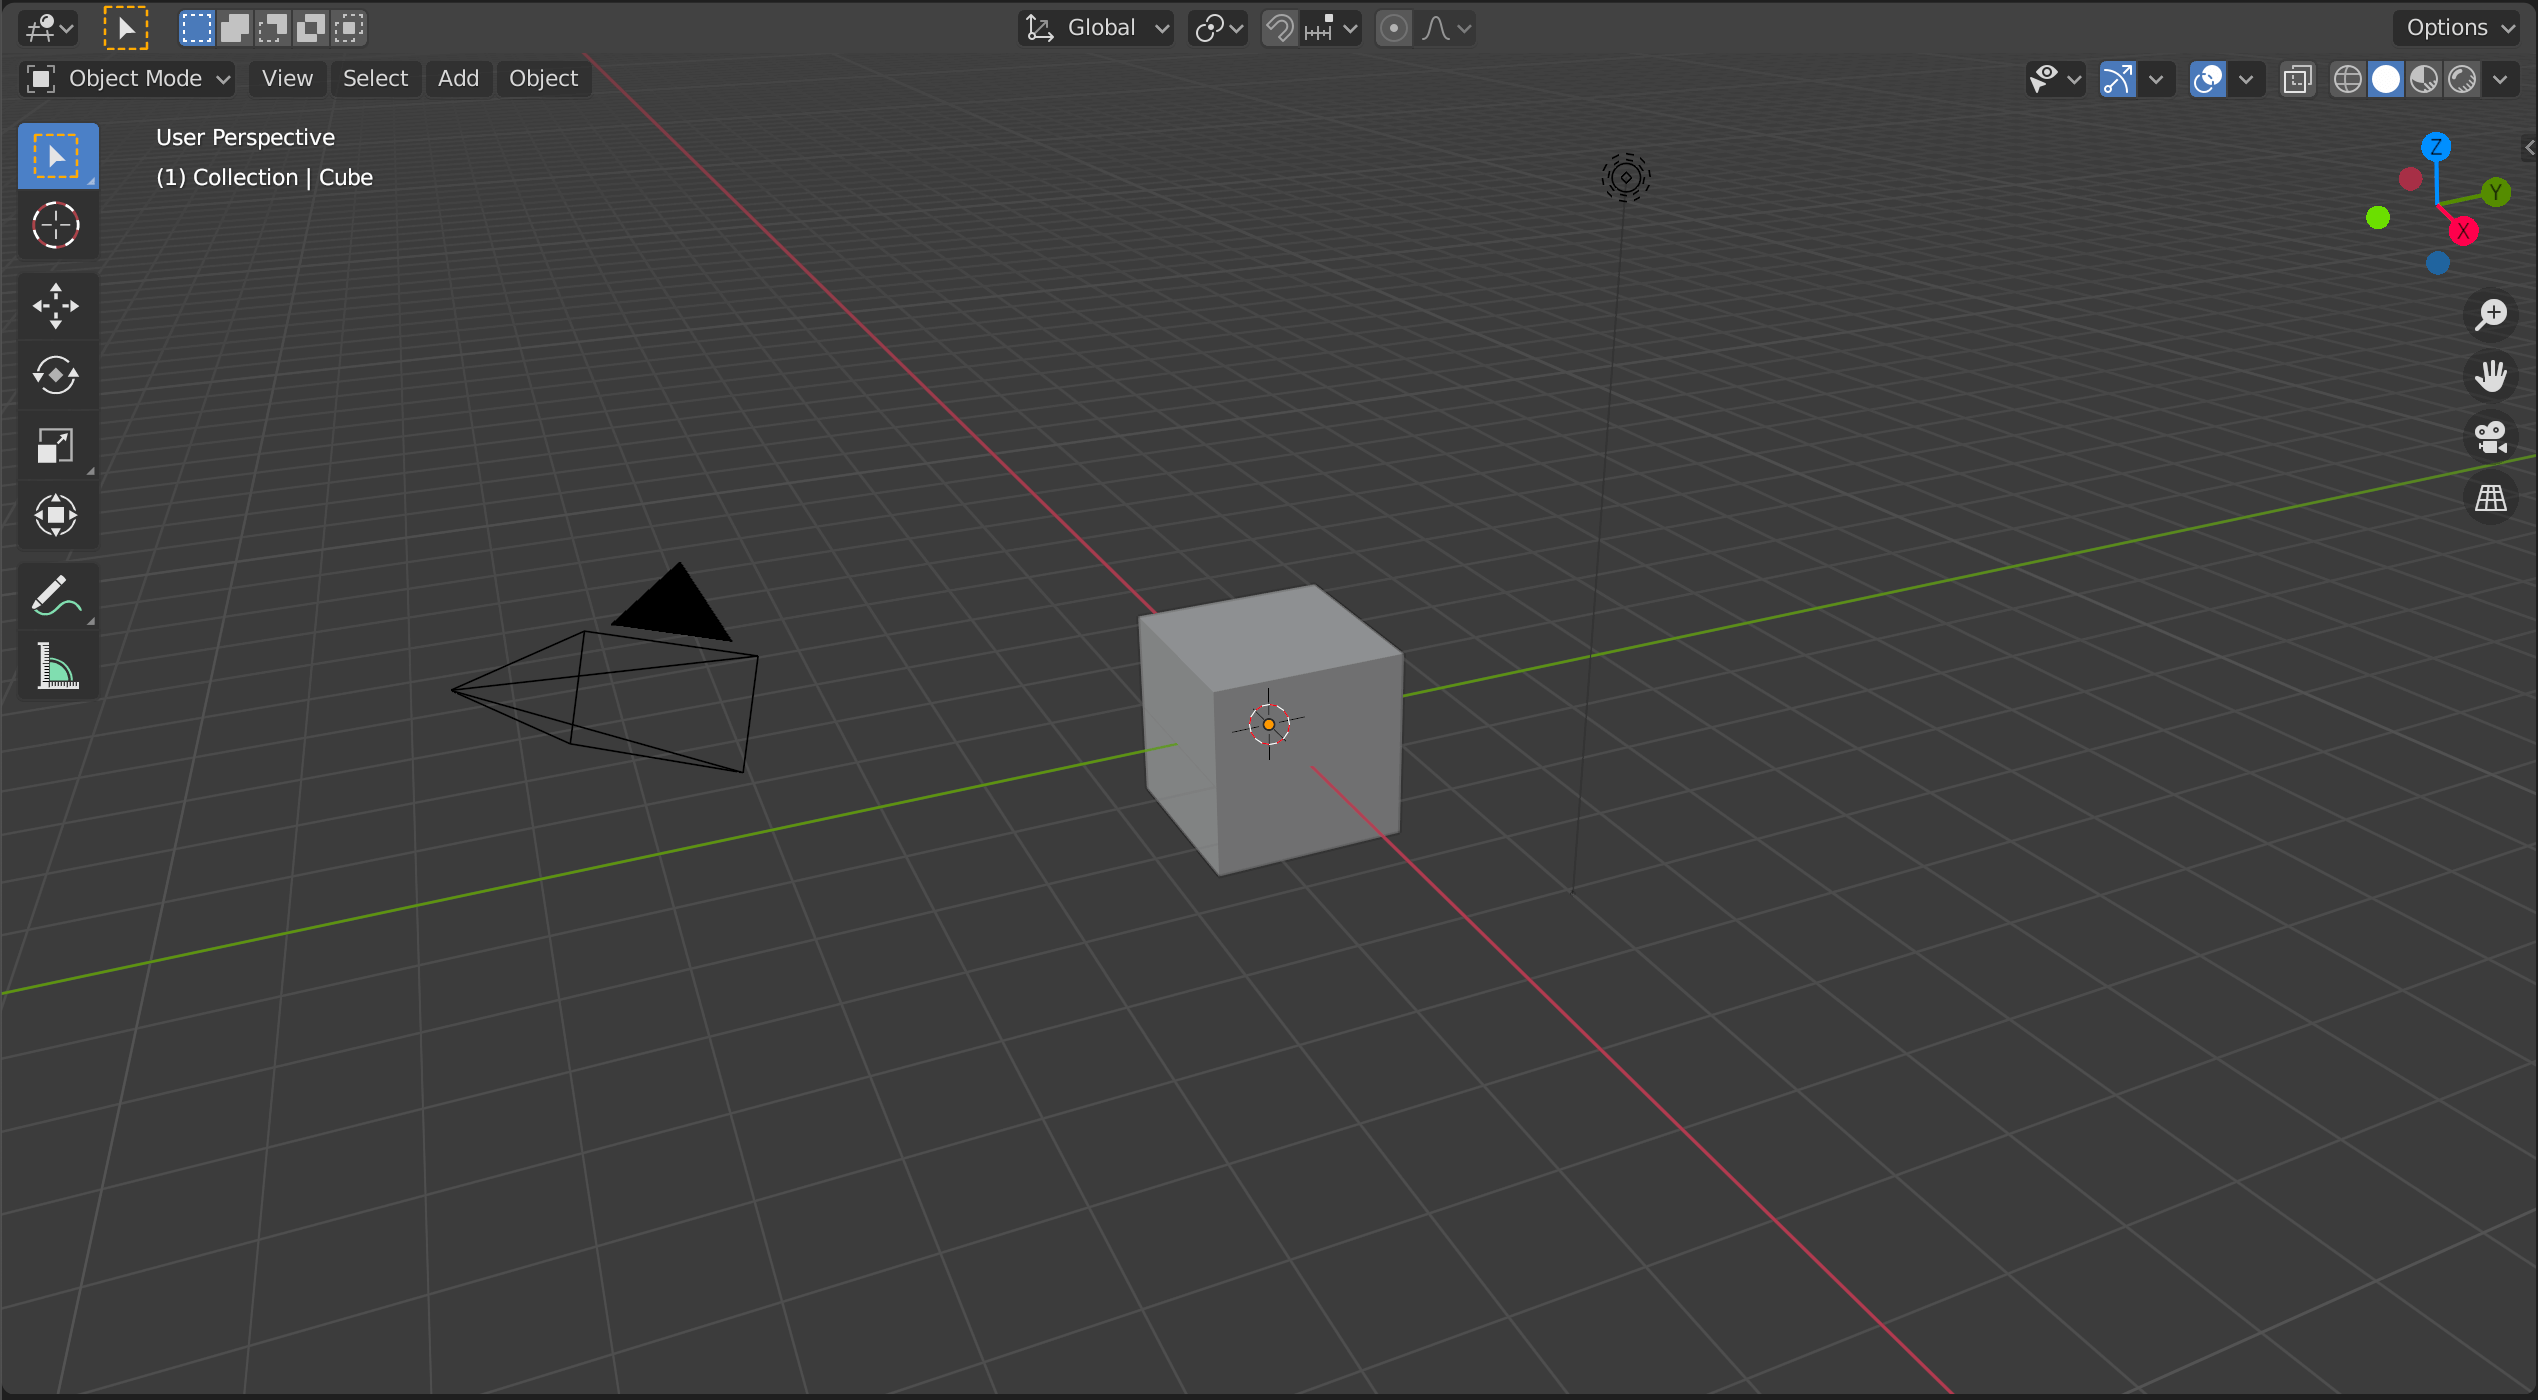 Global
Options
Object Mode View Select Add Object
User Perspective
(1) Collection | Cube
Z
Y
X